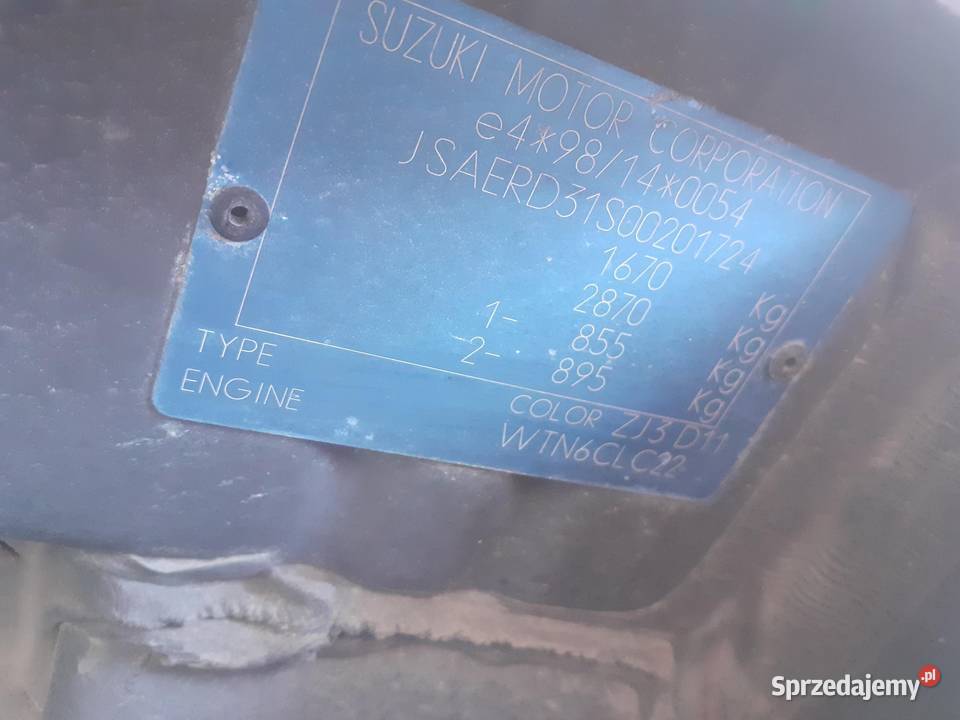 SUZUKI MOTOR CORPORATION
e4*98/14*0054
JSAERD31S00201724
1670 kg
2870 kg
1- 855 kg
2- 895 kg
TYPE COLOR ZJ3 D11
ENGINE WTN6CLC22
Sprzedajemy.pl